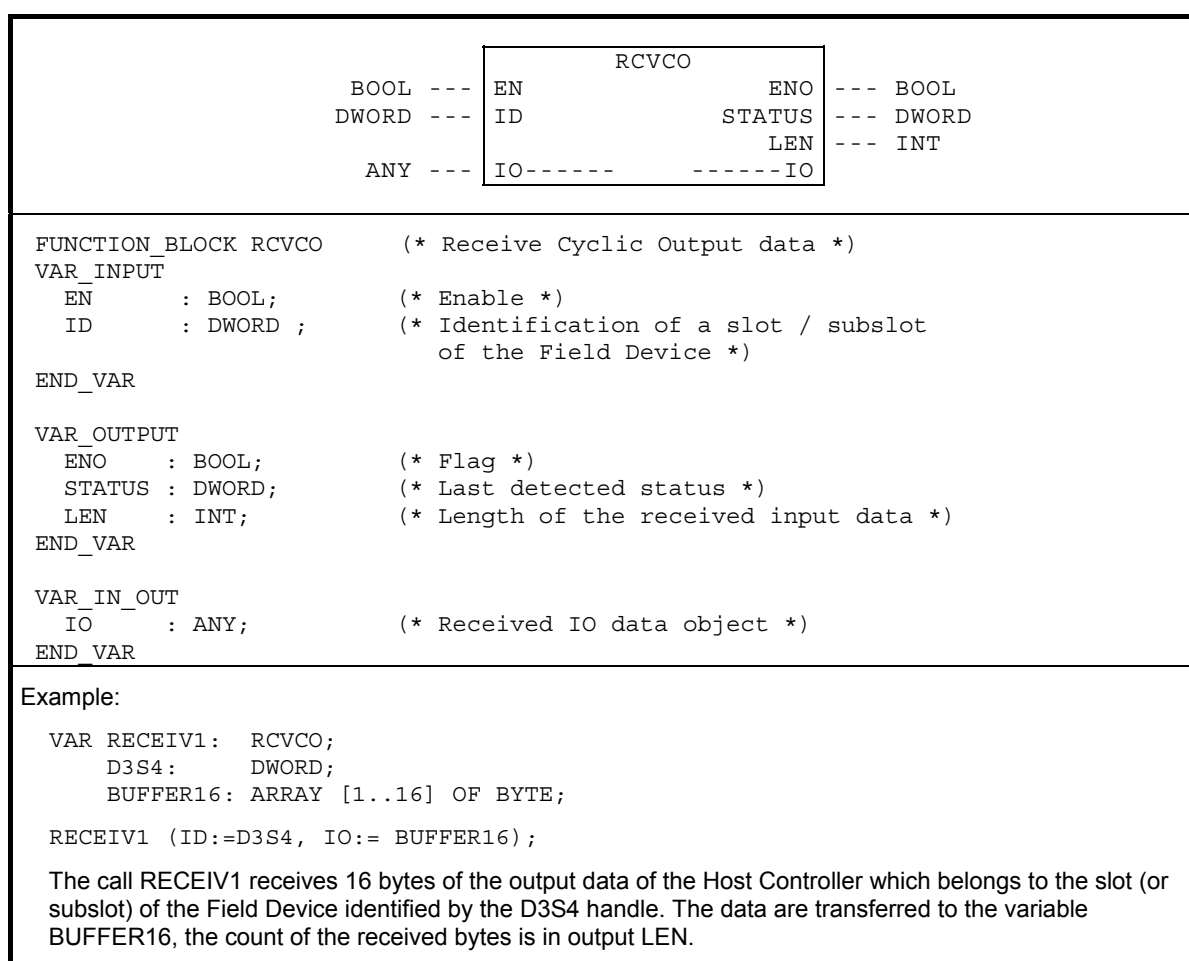 RCVCO
BOOL --- EN ENO --- BOOL
DWORD --- ID STATUS --- DWORD
LEN --- INT
ANY --- IO------ ------IO
FUNCTION_BLOCK RCVCO (* Receive Cyclic Output data *)
VAR_INPUT
EN : BOOL; (* Enable *)
ID : DWORD ; (* Identification of a slot / subslot
of the Field Device *)
END_VAR
VAR_OUTPUT
ENO : BOOL; (* Flag *)
STATUS : DWORD; (* Last detected status *)
LEN : INT; (* Length of the received input data *)
END_VAR
VAR_IN_OUT
IO : ANY; (* Received IO data object *)
END_VAR
Example:
VAR RECEIV1: RCVCO;
D3S4: DWORD;
BUFFER16: ARRAY [1..16] OF BYTE;
RECEIV1 (ID:=D3S4, IO:= BUFFER16);
The call RECEIV1 receives 16 bytes of the output data of the Host Controller which belongs to the slot (or
subslot) of the Field Device identified by the D3S4 handle. The data are transferred to the variable
BUFFER16, the count of the received bytes is in output LEN.